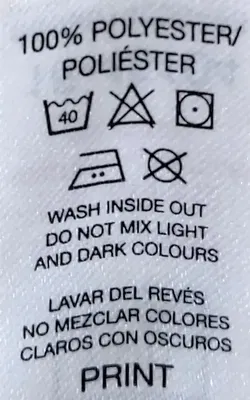 100% POLYESTER/
POLIÉSTER
40
WASH INSIDE OUT
DO NOT MIX LIGHT
AND DARK COLOURS
LAVAR DEL REVÉS
NO MEZCLAR COLORES
CLAROS CON OSCUROS
PRINT